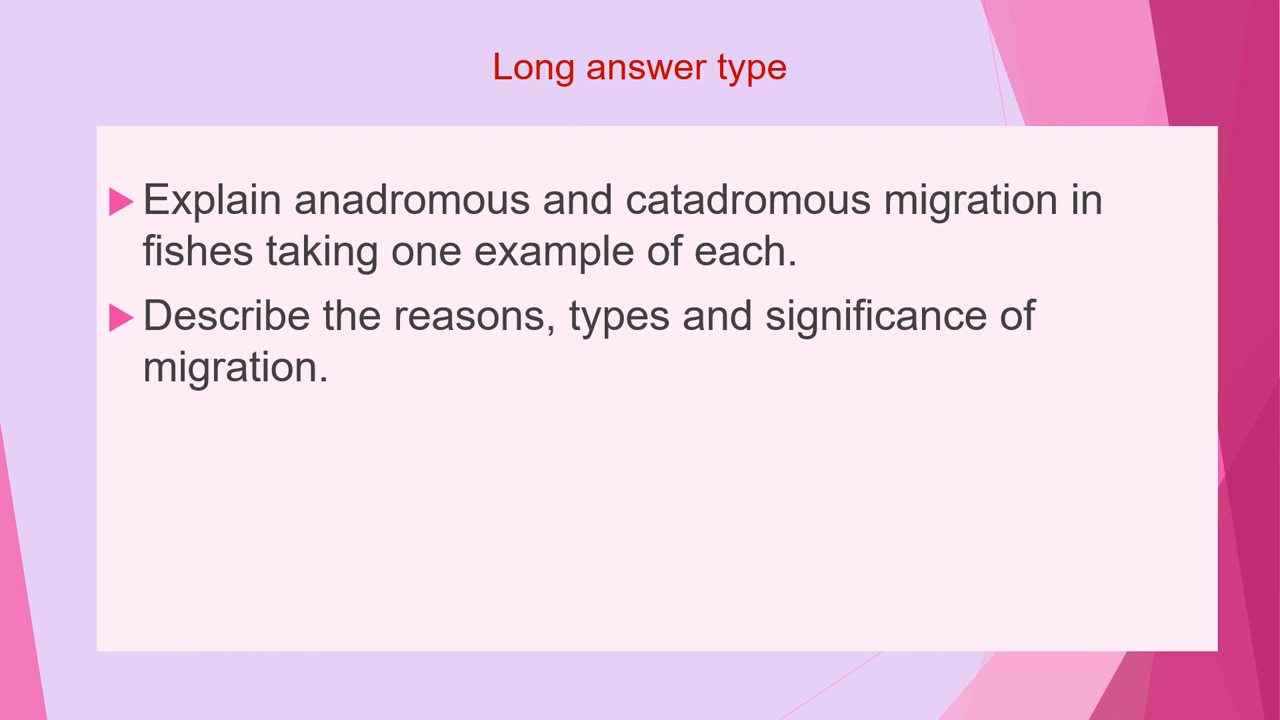 Long answer type
Explain anadromous and catadromous migration in
fishes taking one example of each.
Describe the reasons, types and significance of
migration.